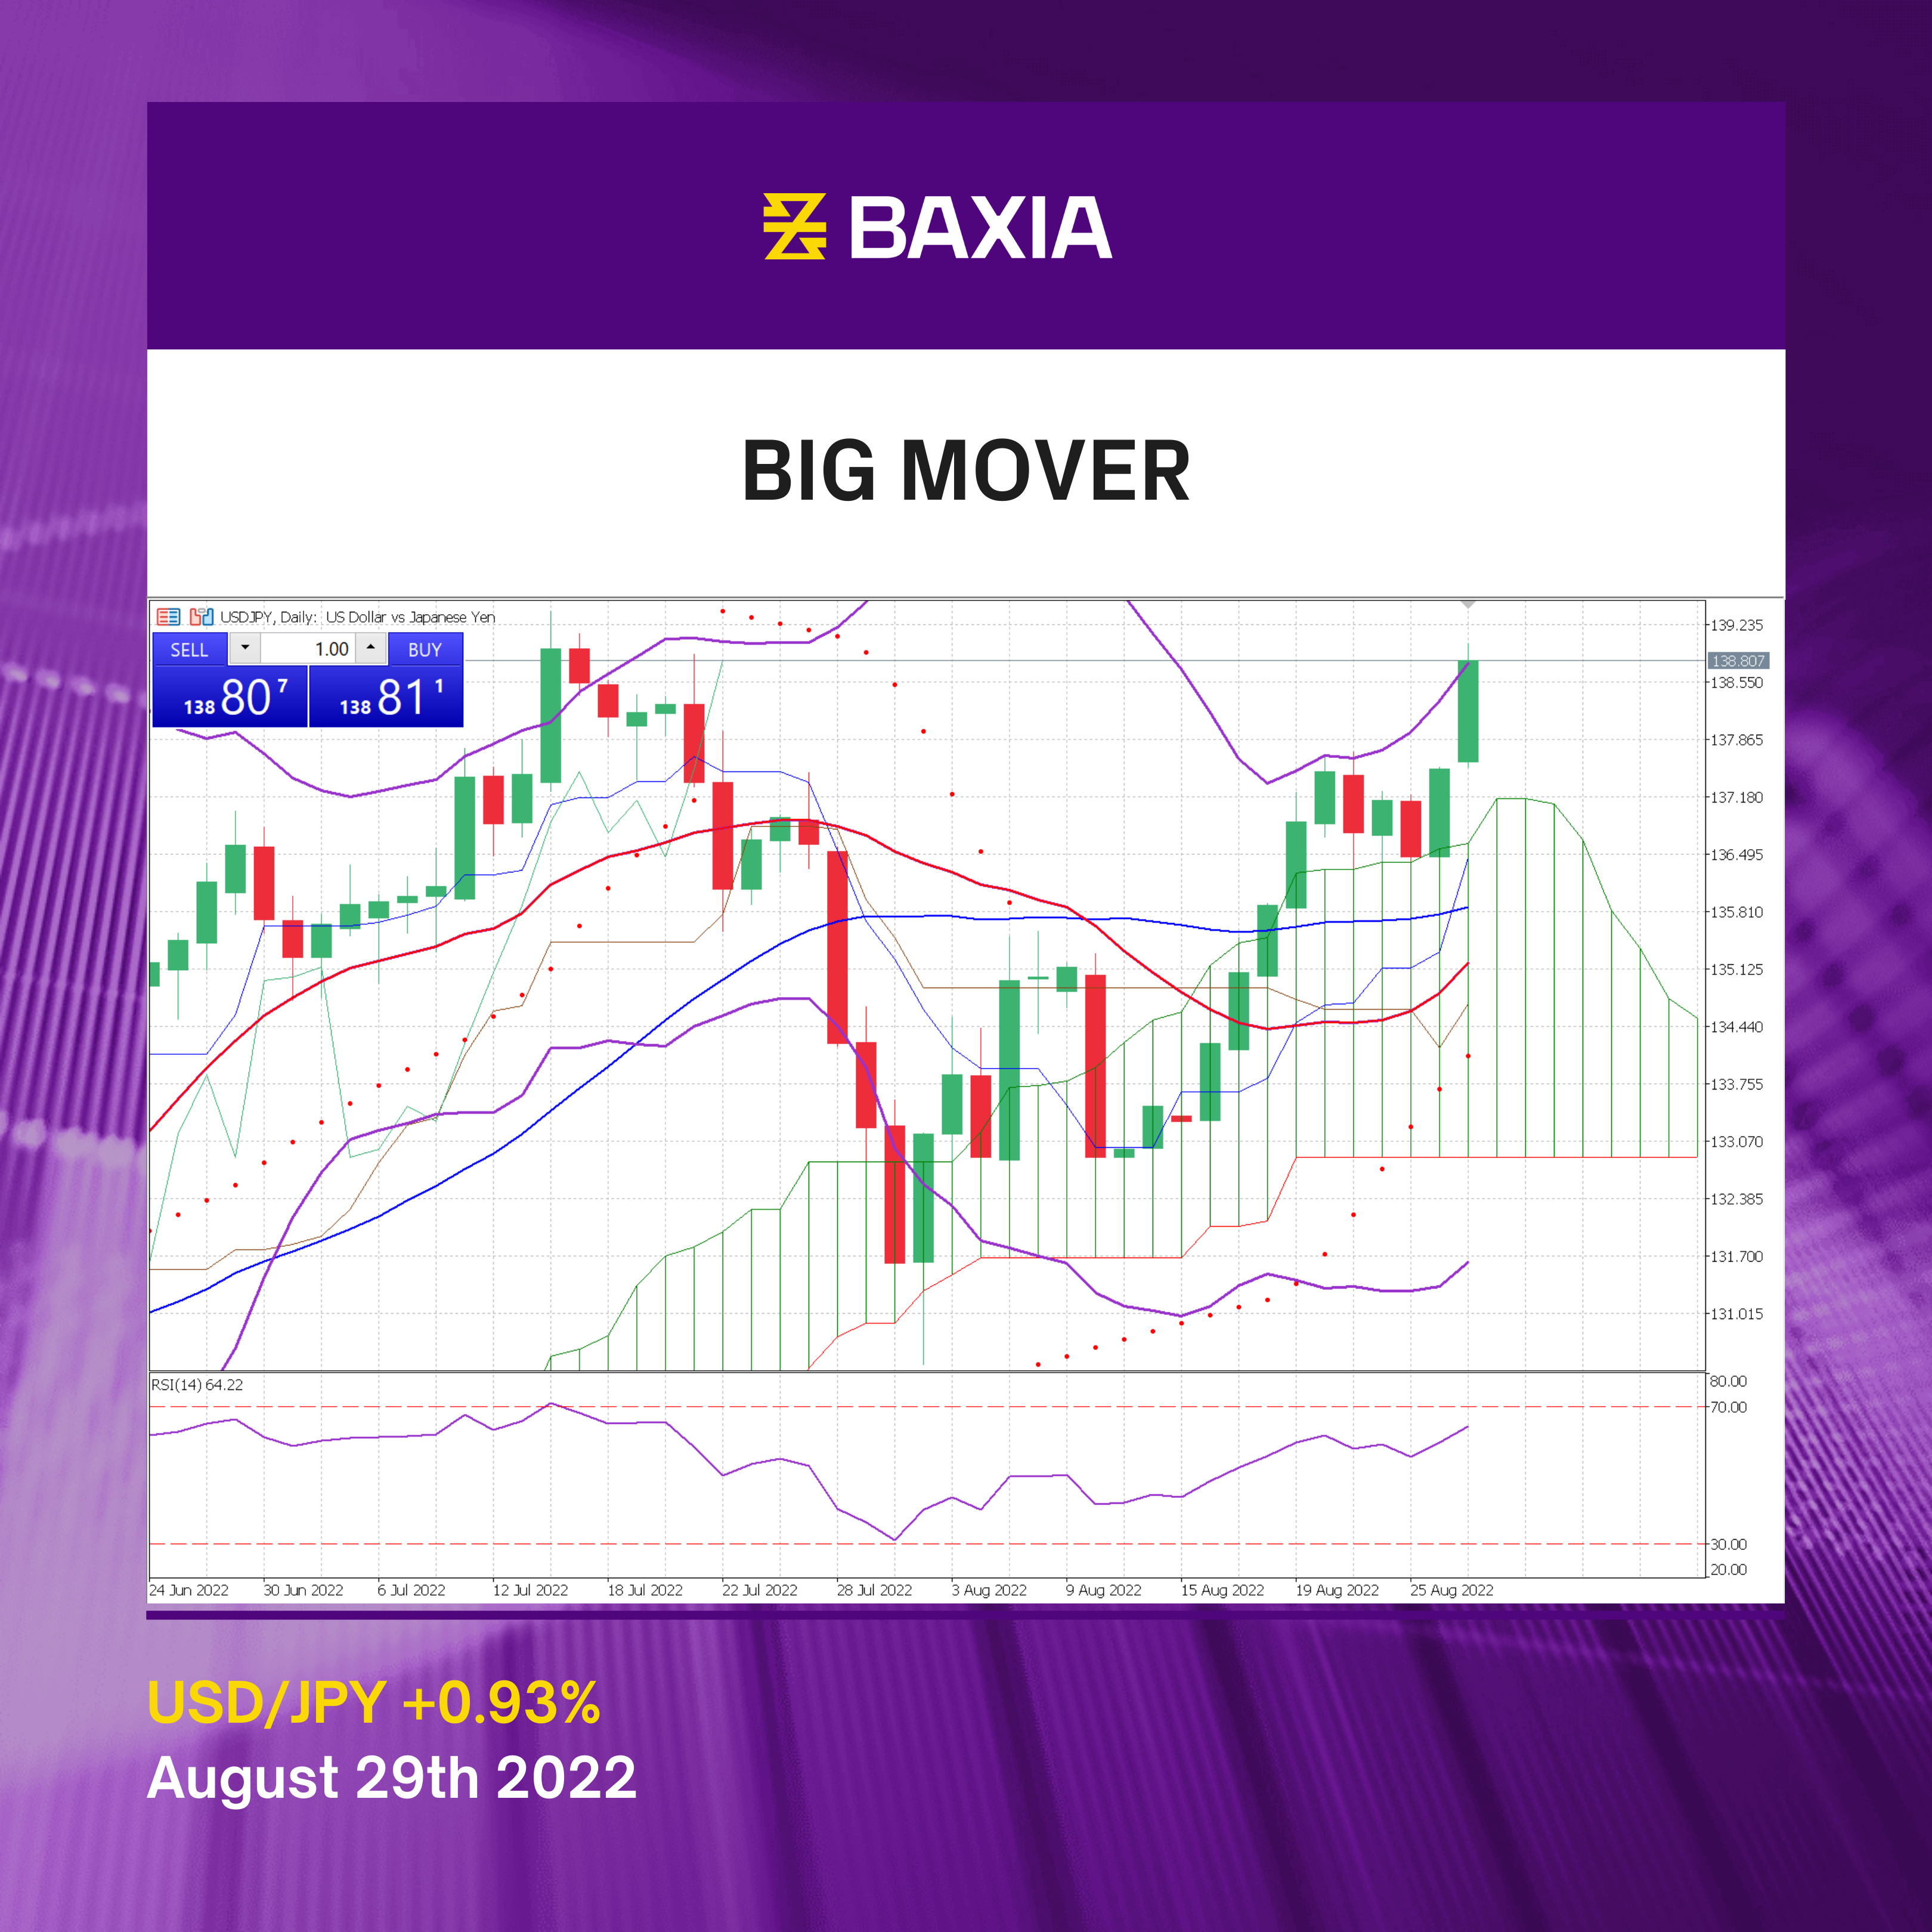 BAXIA
BIG MOVER
USDJPY, Daily: US Dollar vs Japanese Yen
SELL 1.00 BUY
138 80 7 138 81 1
139.235
138.807
138.550
137.865
137.180
136.495
135.810
135.125
134.440
133.755
133.070
132.385
131.700
131.015
RSI(14) 64.22
80.00
70.00
30.00
20.00
24 Jun 2022 30 Jun 2022 6 Jul 2022 12 Jul 2022 18 Jul 2022 22 Jul 2022 28 Jul 2022 3 Aug 2022 9 Aug 2022 15 Aug 2022 19 Aug 2022 25 Aug 2022
USD/JPY +0.93%
August 29th 2022